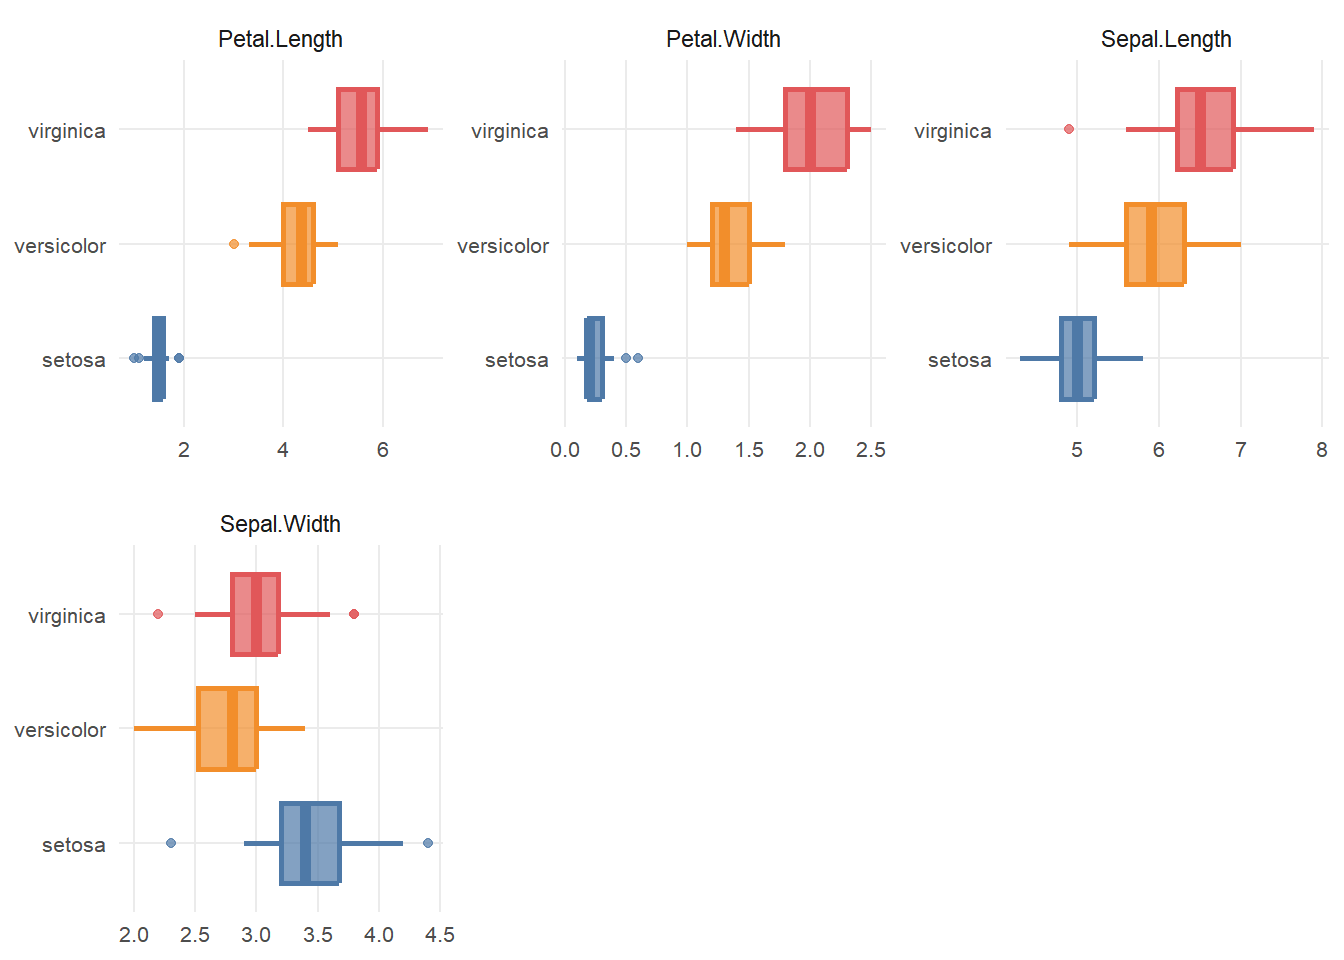 Petal.Length
Petal.Width
Sepal.Length
virginica
virginica
virginica
versicolor
versicolor
versicolor
setosa
setosa
setosa
2 4 6
0.0 0.5 1.0 1.5 2.0 2.5
5 6 7 8
Sepal.Width
virginica
versicolor
setosa
2.0 2.5 3.0 3.5 4.0 4.5